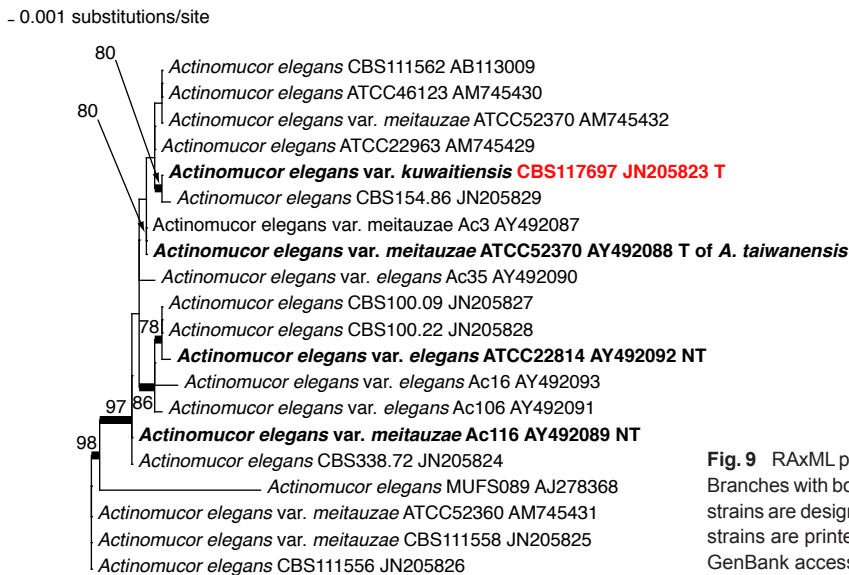 0.001 substitutions/site
80
Actinomucor elegans CBS111562 AB113009
Actinomucor elegans ATCC46123 AM745430
80
Actinomucor elegans var. meitauzae ATCC52370 AM745432
Actinomucor elegans ATCC22963 AM745429
Actinomucor elegans var. kuwaitiensis CBS117697 JN205823 T
Actinomucor elegans CBS154.86 JN205829
Actinomucor elegans var. meitauzae Ac3 AY492087
Actinomucor elegans var. meitauzae ATCC52370 AY492088 T of A. taiwanensis
Actinomucor elegans var. elegans Ac35 AY492090
Actinomucor elegans CBS100.09 JN205827
78
Actinomucor elegans CBS100.22 JN205828
Actinomucor elegans var. elegans ATCC22814 AY492092 NT
Actinomucor elegans var. elegans Ac16 AY492093
97
86
Actinomucor elegans var. elegans Ac106 AY492091
Actinomucor elegans var. meitauzae Ac116 AY492089 NT
98
Actinomucor elegans CBS338.72 JN205824
Actinomucor elegans MUFS089 AJ278368
Actinomucor elegans var. meitauzae ATCC52360 AM745431
Actinomucor elegans var. meitauzae CBS111558 JN205825
Actinomucor elegans CBS111556 JN205826
Fig. 9 RAxML p
Branches with bo
strains are design
strains are printe
GenBank access